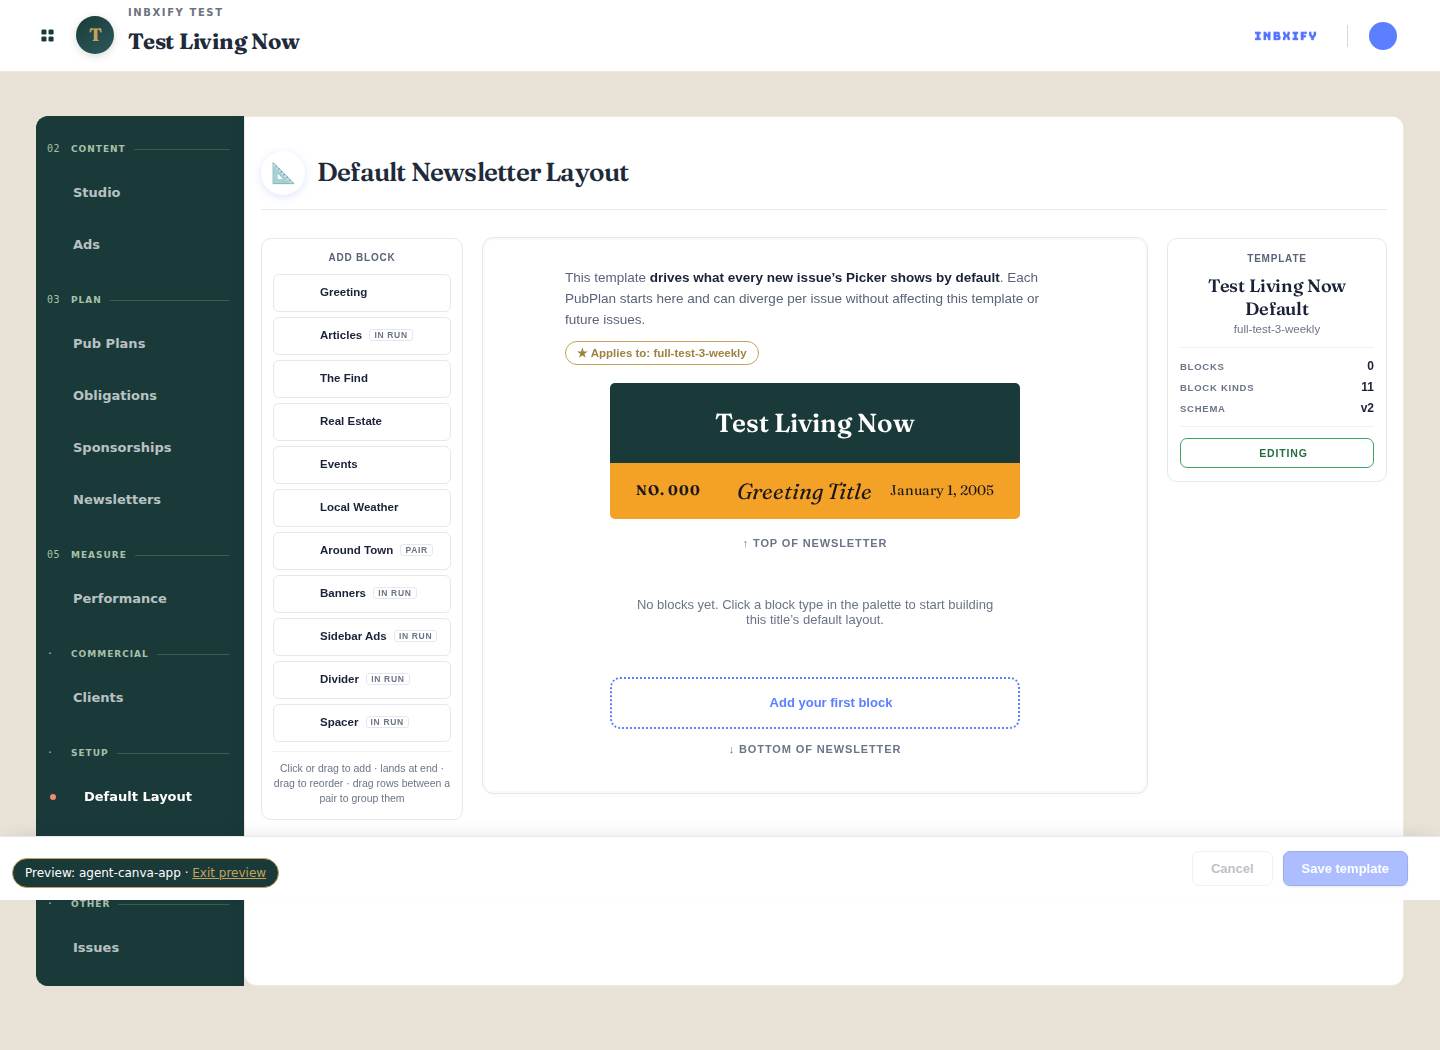 INBXIFY TEST
T
Test Living Now
INBXIFY
02 CONTENT
Studio
Ads
03 PLAN
Pub Plans
Obligations
Sponsorships
Newsletters
05 MEASURE
Performance
· COMMERCIAL
Clients
· SETUP
Default Layout
· OTHER
Issues
Default Newsletter Layout
ADD BLOCK
Greeting
Articles IN RUN
The Find
Real Estate
Events
Local Weather
Around Town PAIR
Banners IN RUN
Sidebar Ads IN RUN
Divider IN RUN
Spacer IN RUN
Click or drag to add · lands at end ·
drag to reorder · drag rows between a
pair to group them
This template drives what every new issue’s Picker shows by default. Each
PubPlan starts here and can diverge per issue without affecting this template or
future issues.
★ Applies to: full-test-3-weekly
Test Living Now
NO. 000 Greeting Title January 1, 2005
↑ TOP OF NEWSLETTER
No blocks yet. Click a block type in the palette to start building
this title’s default layout.
Add your first block
↓ BOTTOM OF NEWSLETTER
TEMPLATE
Test Living Now
Default
full-test-3-weekly
BLOCKS 0
BLOCK KINDS 11
SCHEMA v2
EDITING
Preview: agent-canva-app · Exit preview
Cancel
Save template